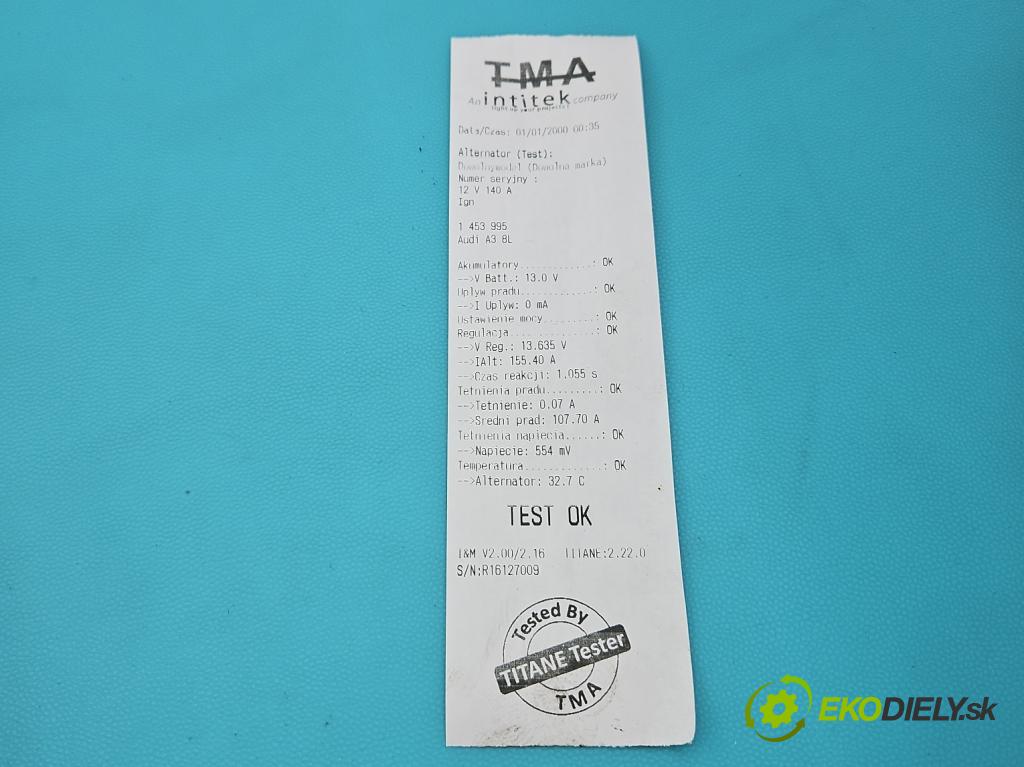 TMA
An intitek company
light up your projects!
Data/Czas: 01/01/2000 00:35
Alternator (Test):
Dowolnymodel (Dowolna marka)
Numer seryjny :
12 V 140 A
Ign
1 453 995
Audi A3 8L
Akumulatory............: OK
-->V Batt.: 13.0 V
Uplyw pradu............: OK
-->I Uplyw: 0 mA
Ustawienie mocy.........: OK
Regulacja..............: OK
-->V Reg.: 13.635 V
-->IAlt: 155.40 A
-->Czas reakcji: 1.055 s
Tetnienia pradu.........: OK
-->Tetnienie: 0.07 A
-->Sredni prad: 107.70 A
Tetnienia napiecia......: OK
-->Napiecie: 554 mV
Temperatura.............: OK
-->Alternator: 32.7 C
TEST OK
I&M V2.00/2.16 TITANE:2.22.0
S/N:R16127009
Tested By
TITANE Tester
TMA
EKODIELY.sk